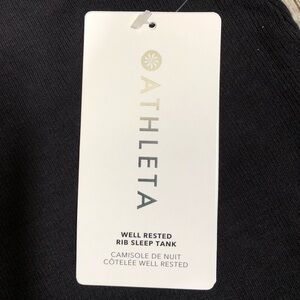 ATHLETA
WELL RESTED
RIB SLEEP TANK
CAMISOLE DE NUIT
CÔTELÉE WELL RESTED